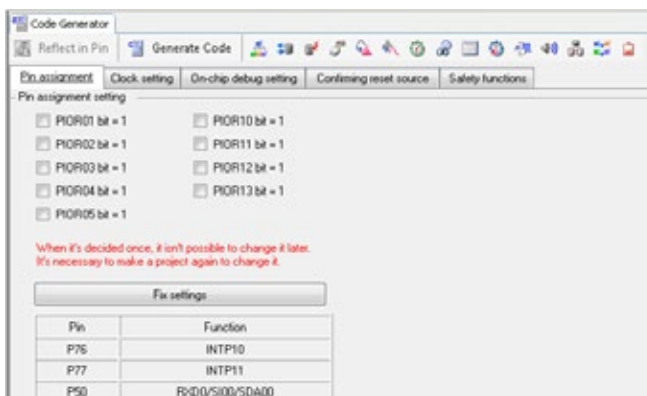 Code Generator
Reflect in Pin Generate Code
Pin assignment Clock setting On-chip debug setting Confirming reset source Safety functions
Pin assignment setting
PIOR01 bit = 1 PIOR10 bit = 1
PIOR02 bit = 1 PIOR11 bit = 1
PIOR03 bit = 1 PIOR12 bit = 1
PIOR04 bit = 1 PIOR13 bit = 1
PIOR05 bit = 1
When it's decided once, it isn't possible to change it later.
It's necessary to make a project again to change it.
Fix settings
Pin Function
P76 INTP10
P77 INTP11
P50 RXD0/SI00/SDA00